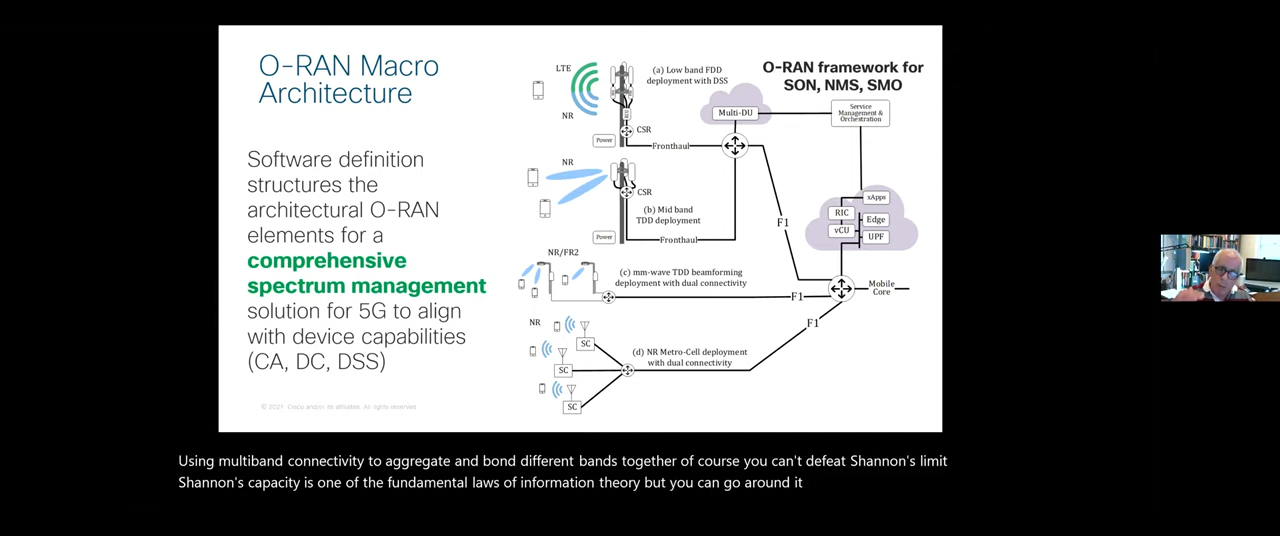 O-RAN Macro
Architecture
Software definition
structures the
architectural O-RAN
elements for a
comprehensive
spectrum management
solution for 5G to align
with device capabilities
(CA, DC, DSS)
© 2021 Cisco and/or its affiliates. All rights reserved.
O-RAN framework for
SON, NMS, SMO
LTE
NR
(a) Low band FDD
deployment with DSS
CSR
Power
Fronthaul
Multi-DU
Service
Management &
Orchestration
NR
CSR
(b) Mid band
TDD deployment
Power
Fronthaul
F1
xApps
RIC
Edge
vCU
UPF
NR/FR2
(c) mm-wave TDD beamforming
deployment with dual connectivity
F1
Mobile
Core
NR
SC
SC
SC
(d) NR Metro-Cell deployment
with dual connectivity
F1
Using multiband connectivity to aggregate and bond different bands together of course you can't defeat Shannon's limit
Shannon's capacity is one of the fundamental laws of information theory but you can go around it